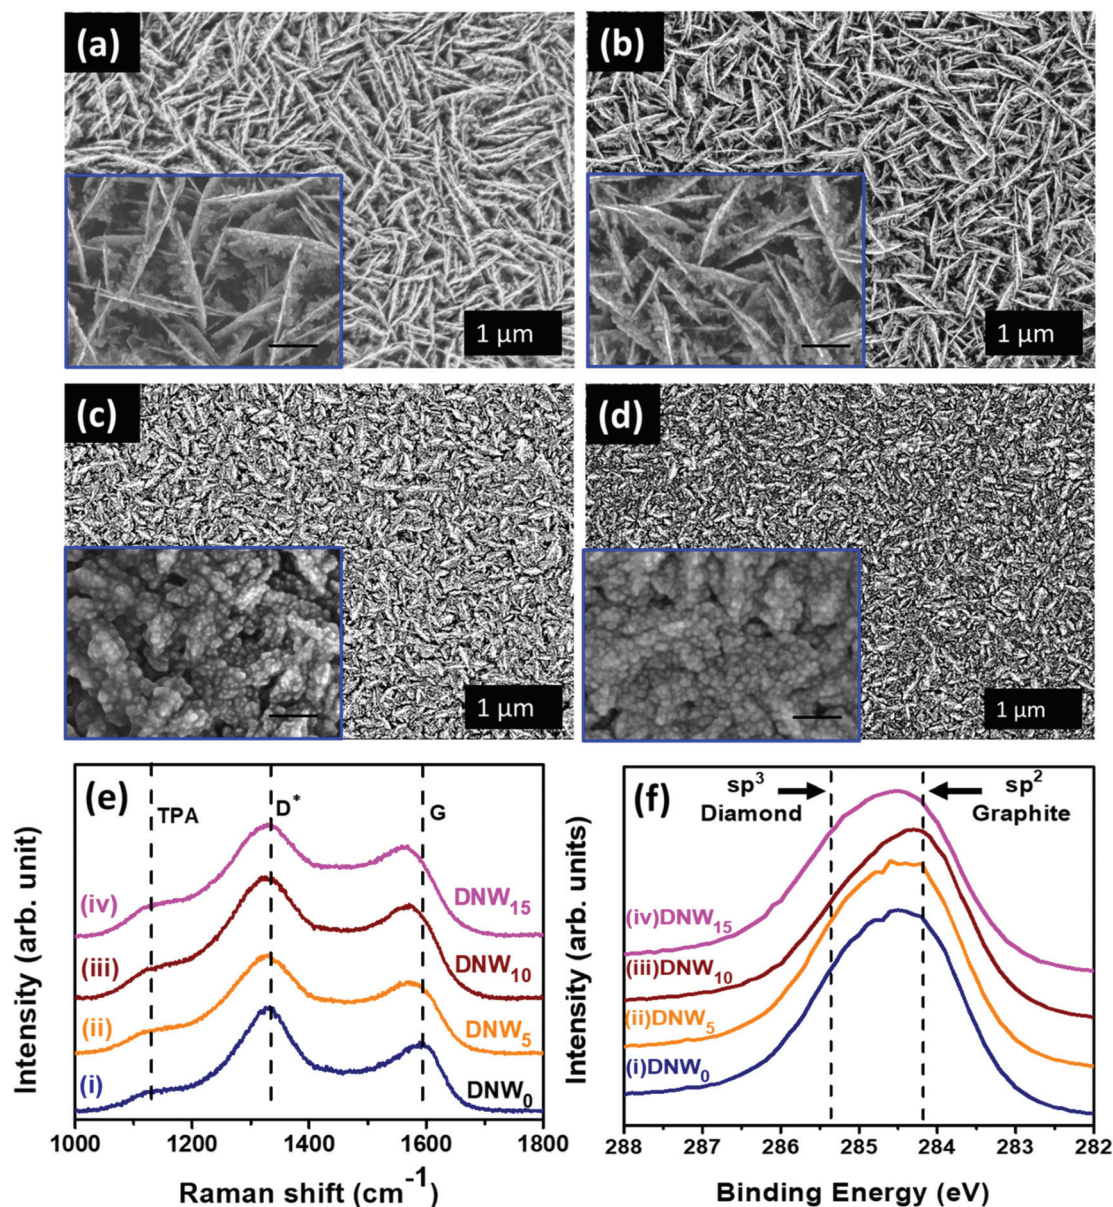 (a)
1 µm
(b)
1 µm
(c)
1 µm
(d)
1 µm
(e)
TPA
D*
G
(iv)
DNW15
(iii)
DNW10
(ii)
DNW5
(i)
DNW0
Intensity (arb. unit)
1000 1200 1400 1600 1800
Raman shift (cm-1)
(f)
sp3
Diamond
sp2
Graphite
(iv)DNW15
(iii)DNW10
(ii)DNW5
(i)DNW0
Intensity (arb. units)
288 287 286 285 284 283 282
Binding Energy (eV)